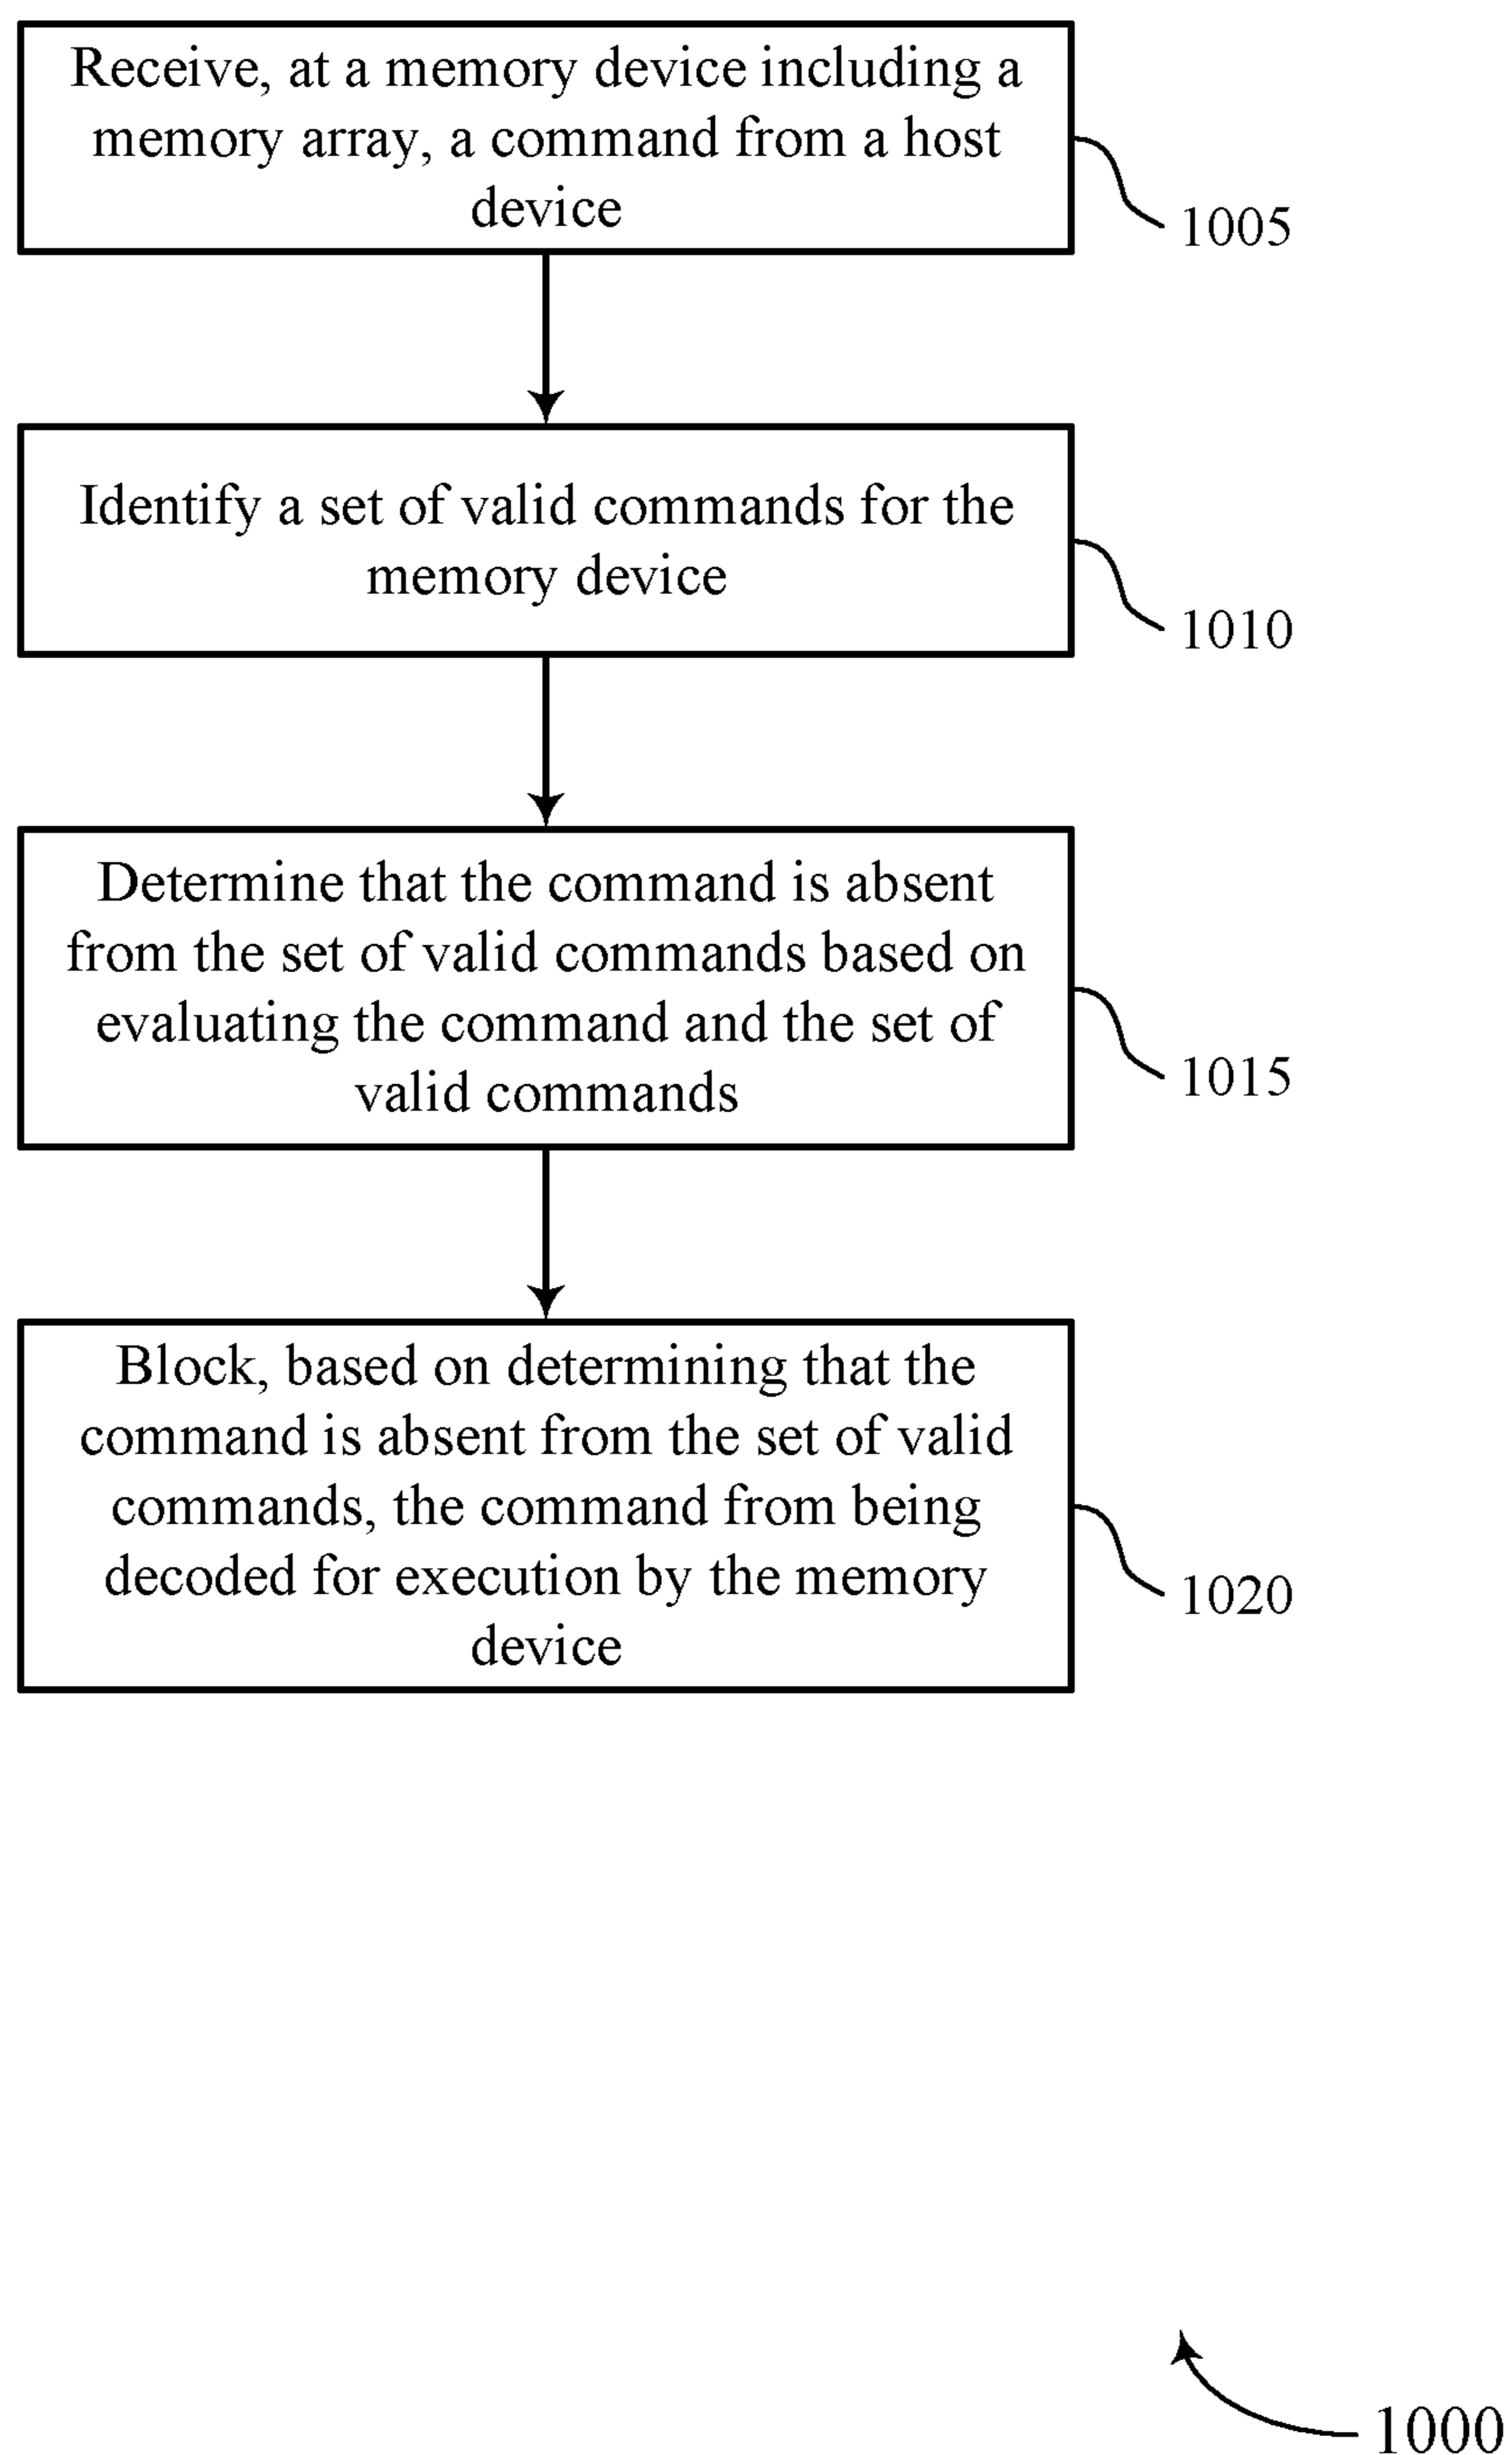 Receive, at a memory device including a
memory array, a command from a host
device
1005
Identify a set of valid commands for the
memory device
1010
Determine that the command is absent
from the set of valid commands based on
evaluating the command and the set of
valid commands
1015
Block, based on determining that the
command is absent from the set of valid
commands, the command from being
decoded for execution by the memory
device
1020
1000